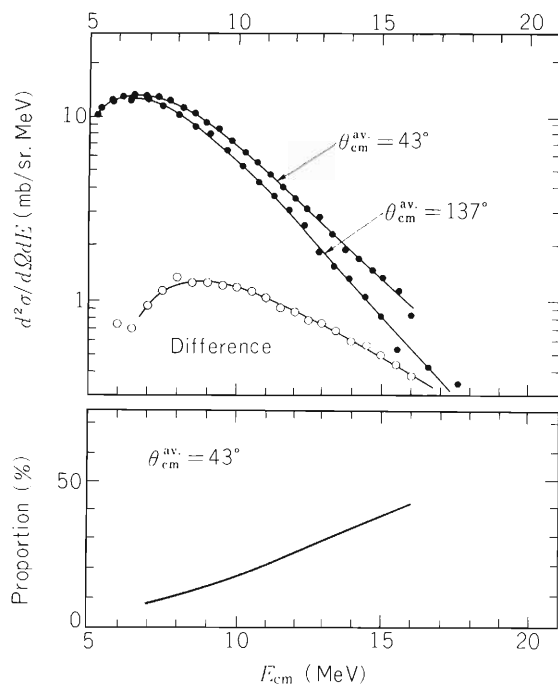 5 10 15 20
10
1
d²σ/dΩdE (mb/sr. MeV)
θ_cm^av. = 43°
θ_cm^av. = 137°
Difference
θ_cm^av. = 43°
50
0
Proportion (%)
5 10 15 20
E_cm (MeV)